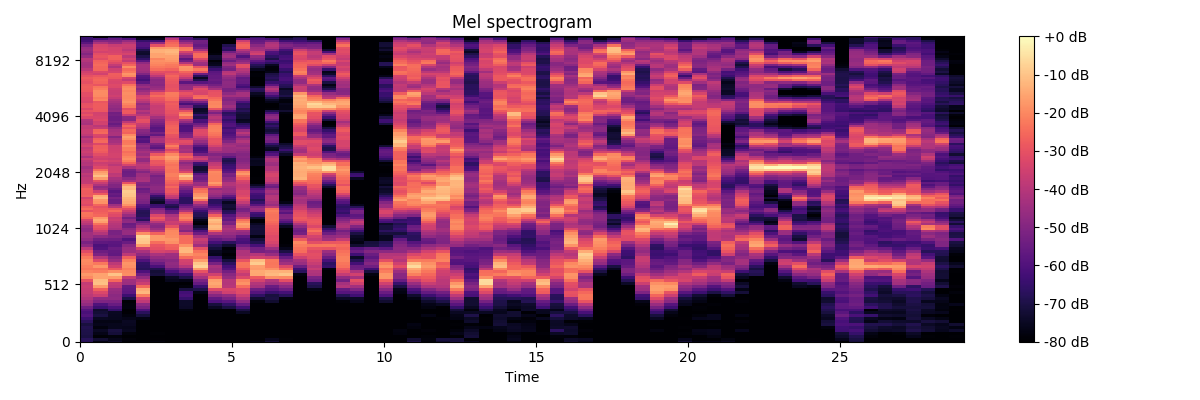 Mel spectrogram
+0 dB
8192
-10 dB
4096
-20 dB
-30 dB
Hz
2048
-40 dB
1024
-50 dB
512
-60 dB
-70 dB
0
-80 dB
0 5 10 15 20 25
Time